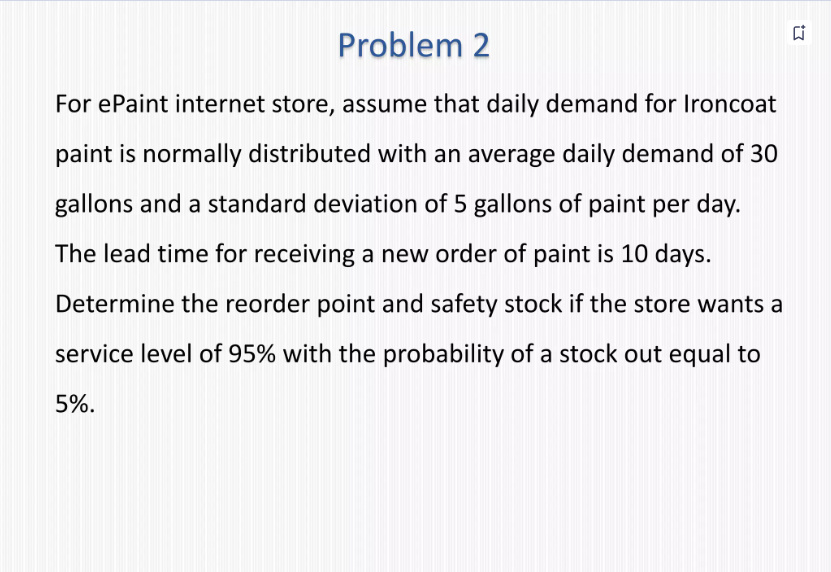 Problem 2
For ePaint internet store, assume that daily demand for Ironcoat
paint is normally distributed with an average daily demand of 30
gallons and a standard deviation of 5 gallons of paint per day.
The lead time for receiving a new order of paint is 10 days.
Determine the reorder point and safety stock if the store wants a
service level of 95% with the probability of a stock out equal to
5%.